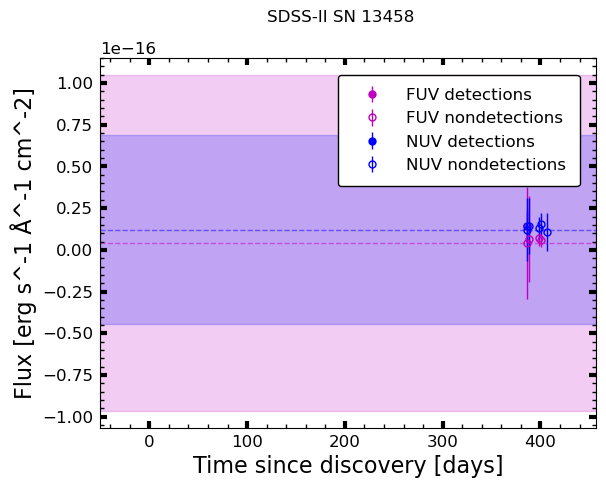 SDSS-II SN 13458
1e−16
1.00
0.75
0.50
0.25
0.00
−0.25
−0.50
−0.75
−1.00
Flux [erg s^-1 Å^-1 cm^-2]
FUV detections
FUV nondetections
NUV detections
NUV nondetections
0 100 200 300 400
Time since discovery [days]